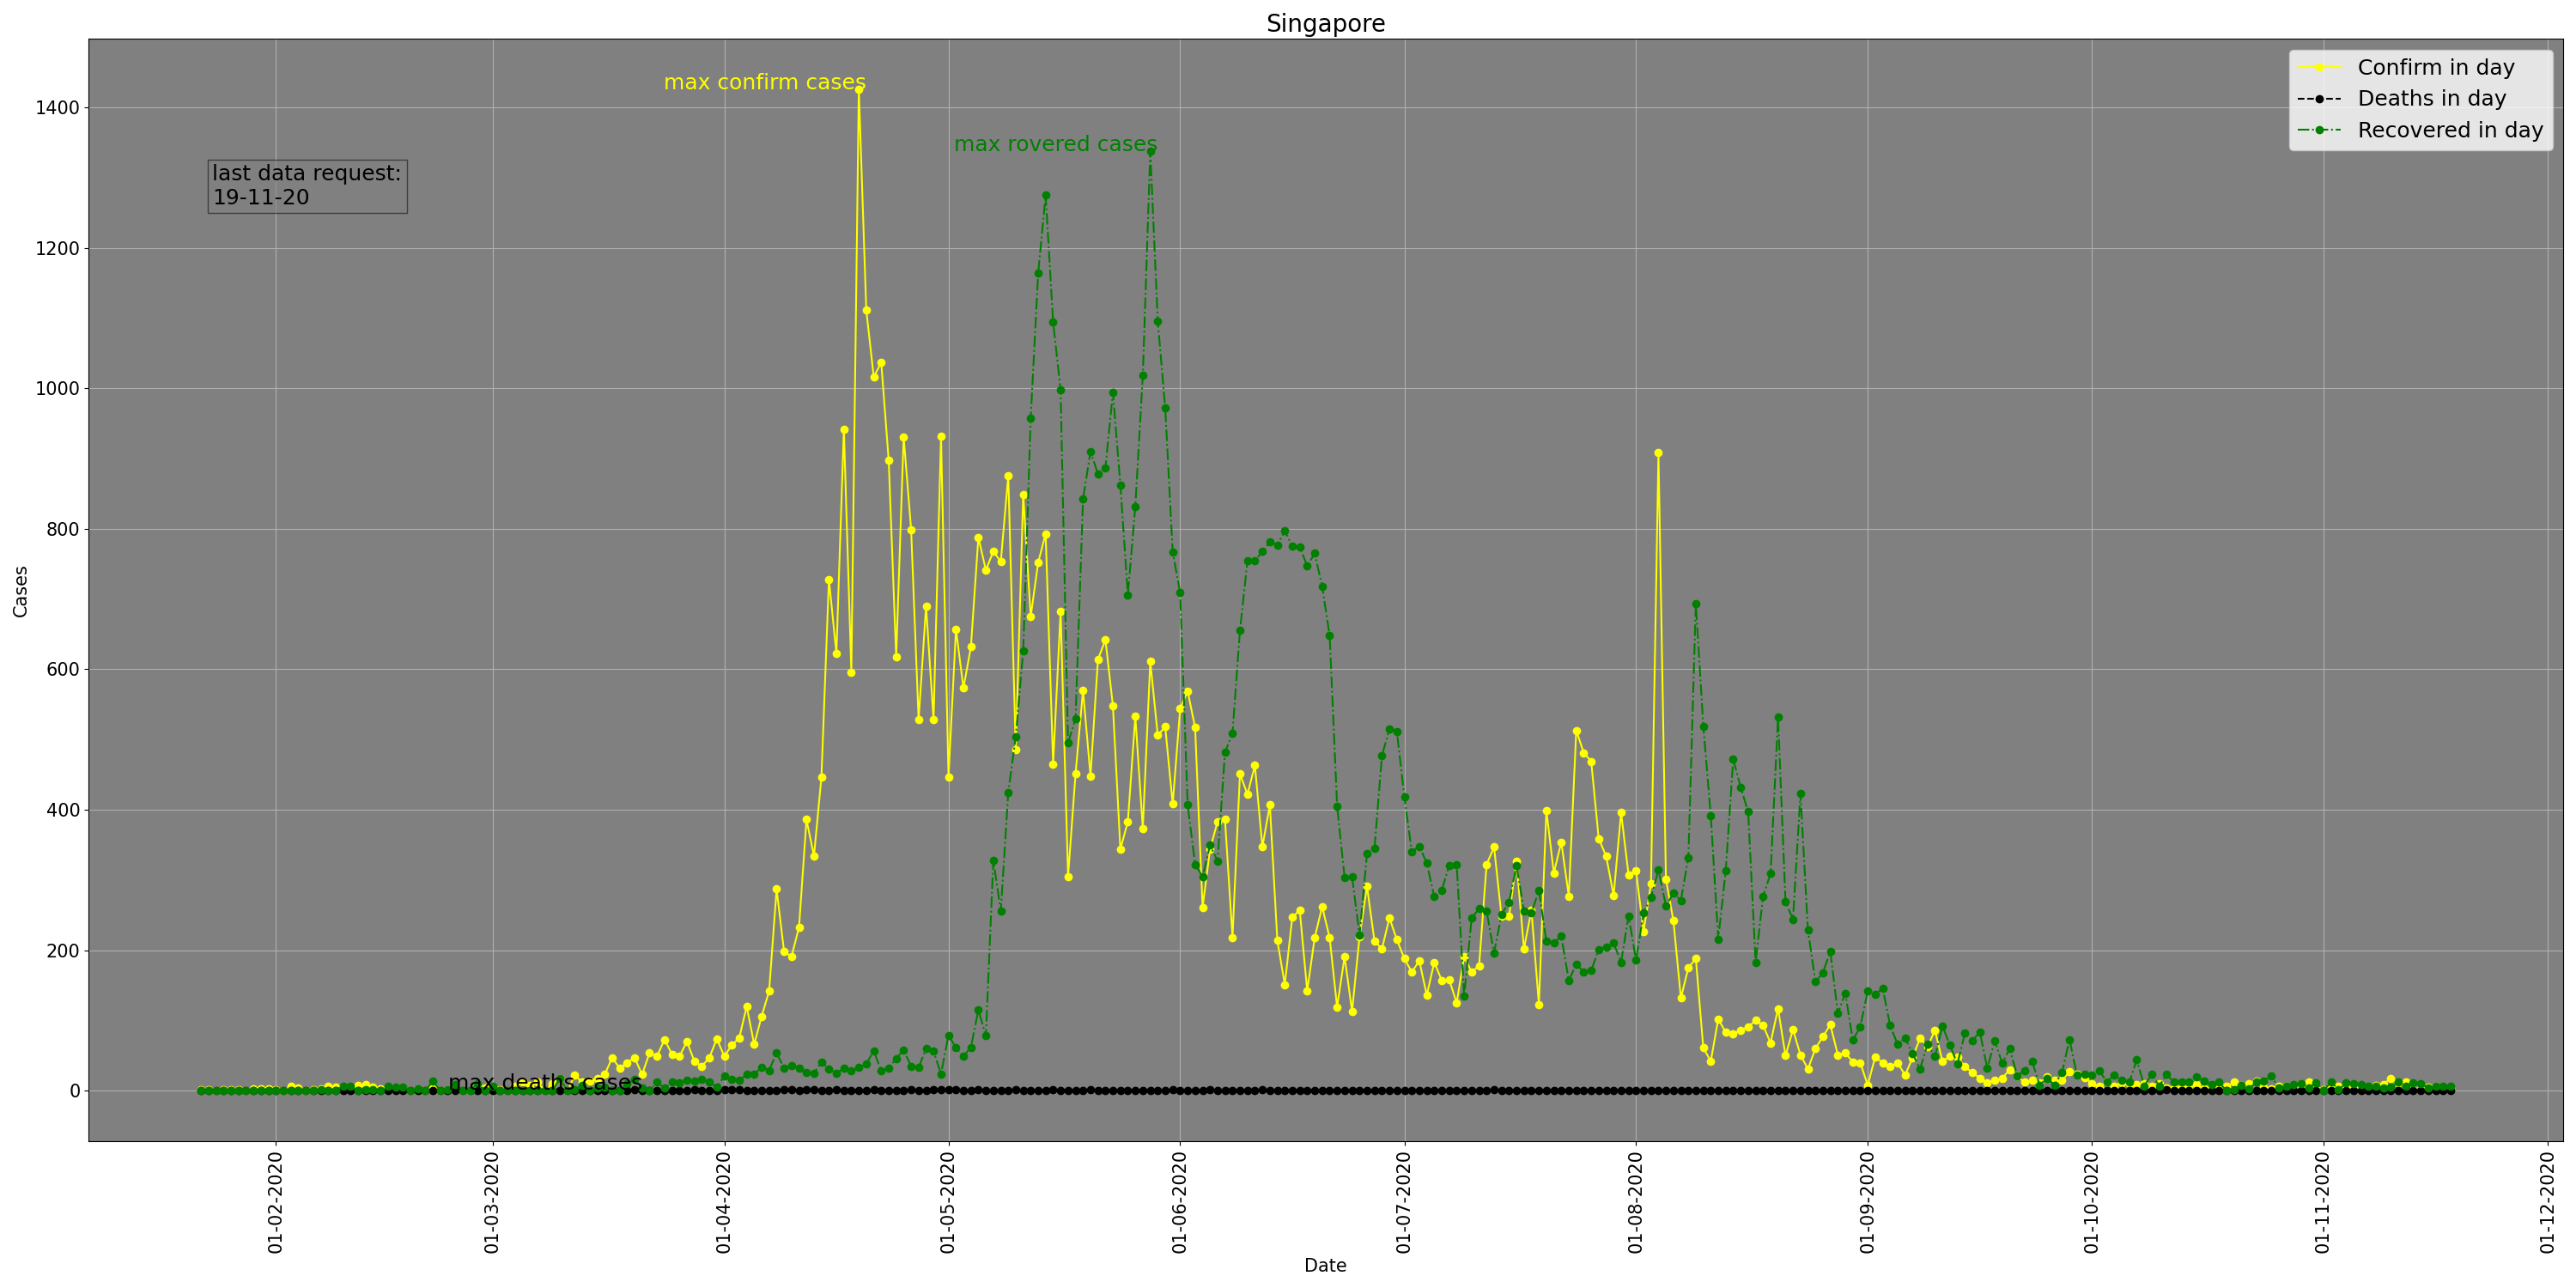 Singapore
max confirm cases
max rovered cases
last data request:
19-11-20
max deaths cases
Confirm in day
Deaths in day
Recovered in day
Cases
1400
1200
1000
800
600
400
200
0
01-02-2020
01-03-2020
01-04-2020
01-05-2020
01-06-2020
01-07-2020
01-08-2020
01-09-2020
01-10-2020
01-11-2020
01-12-2020
Date